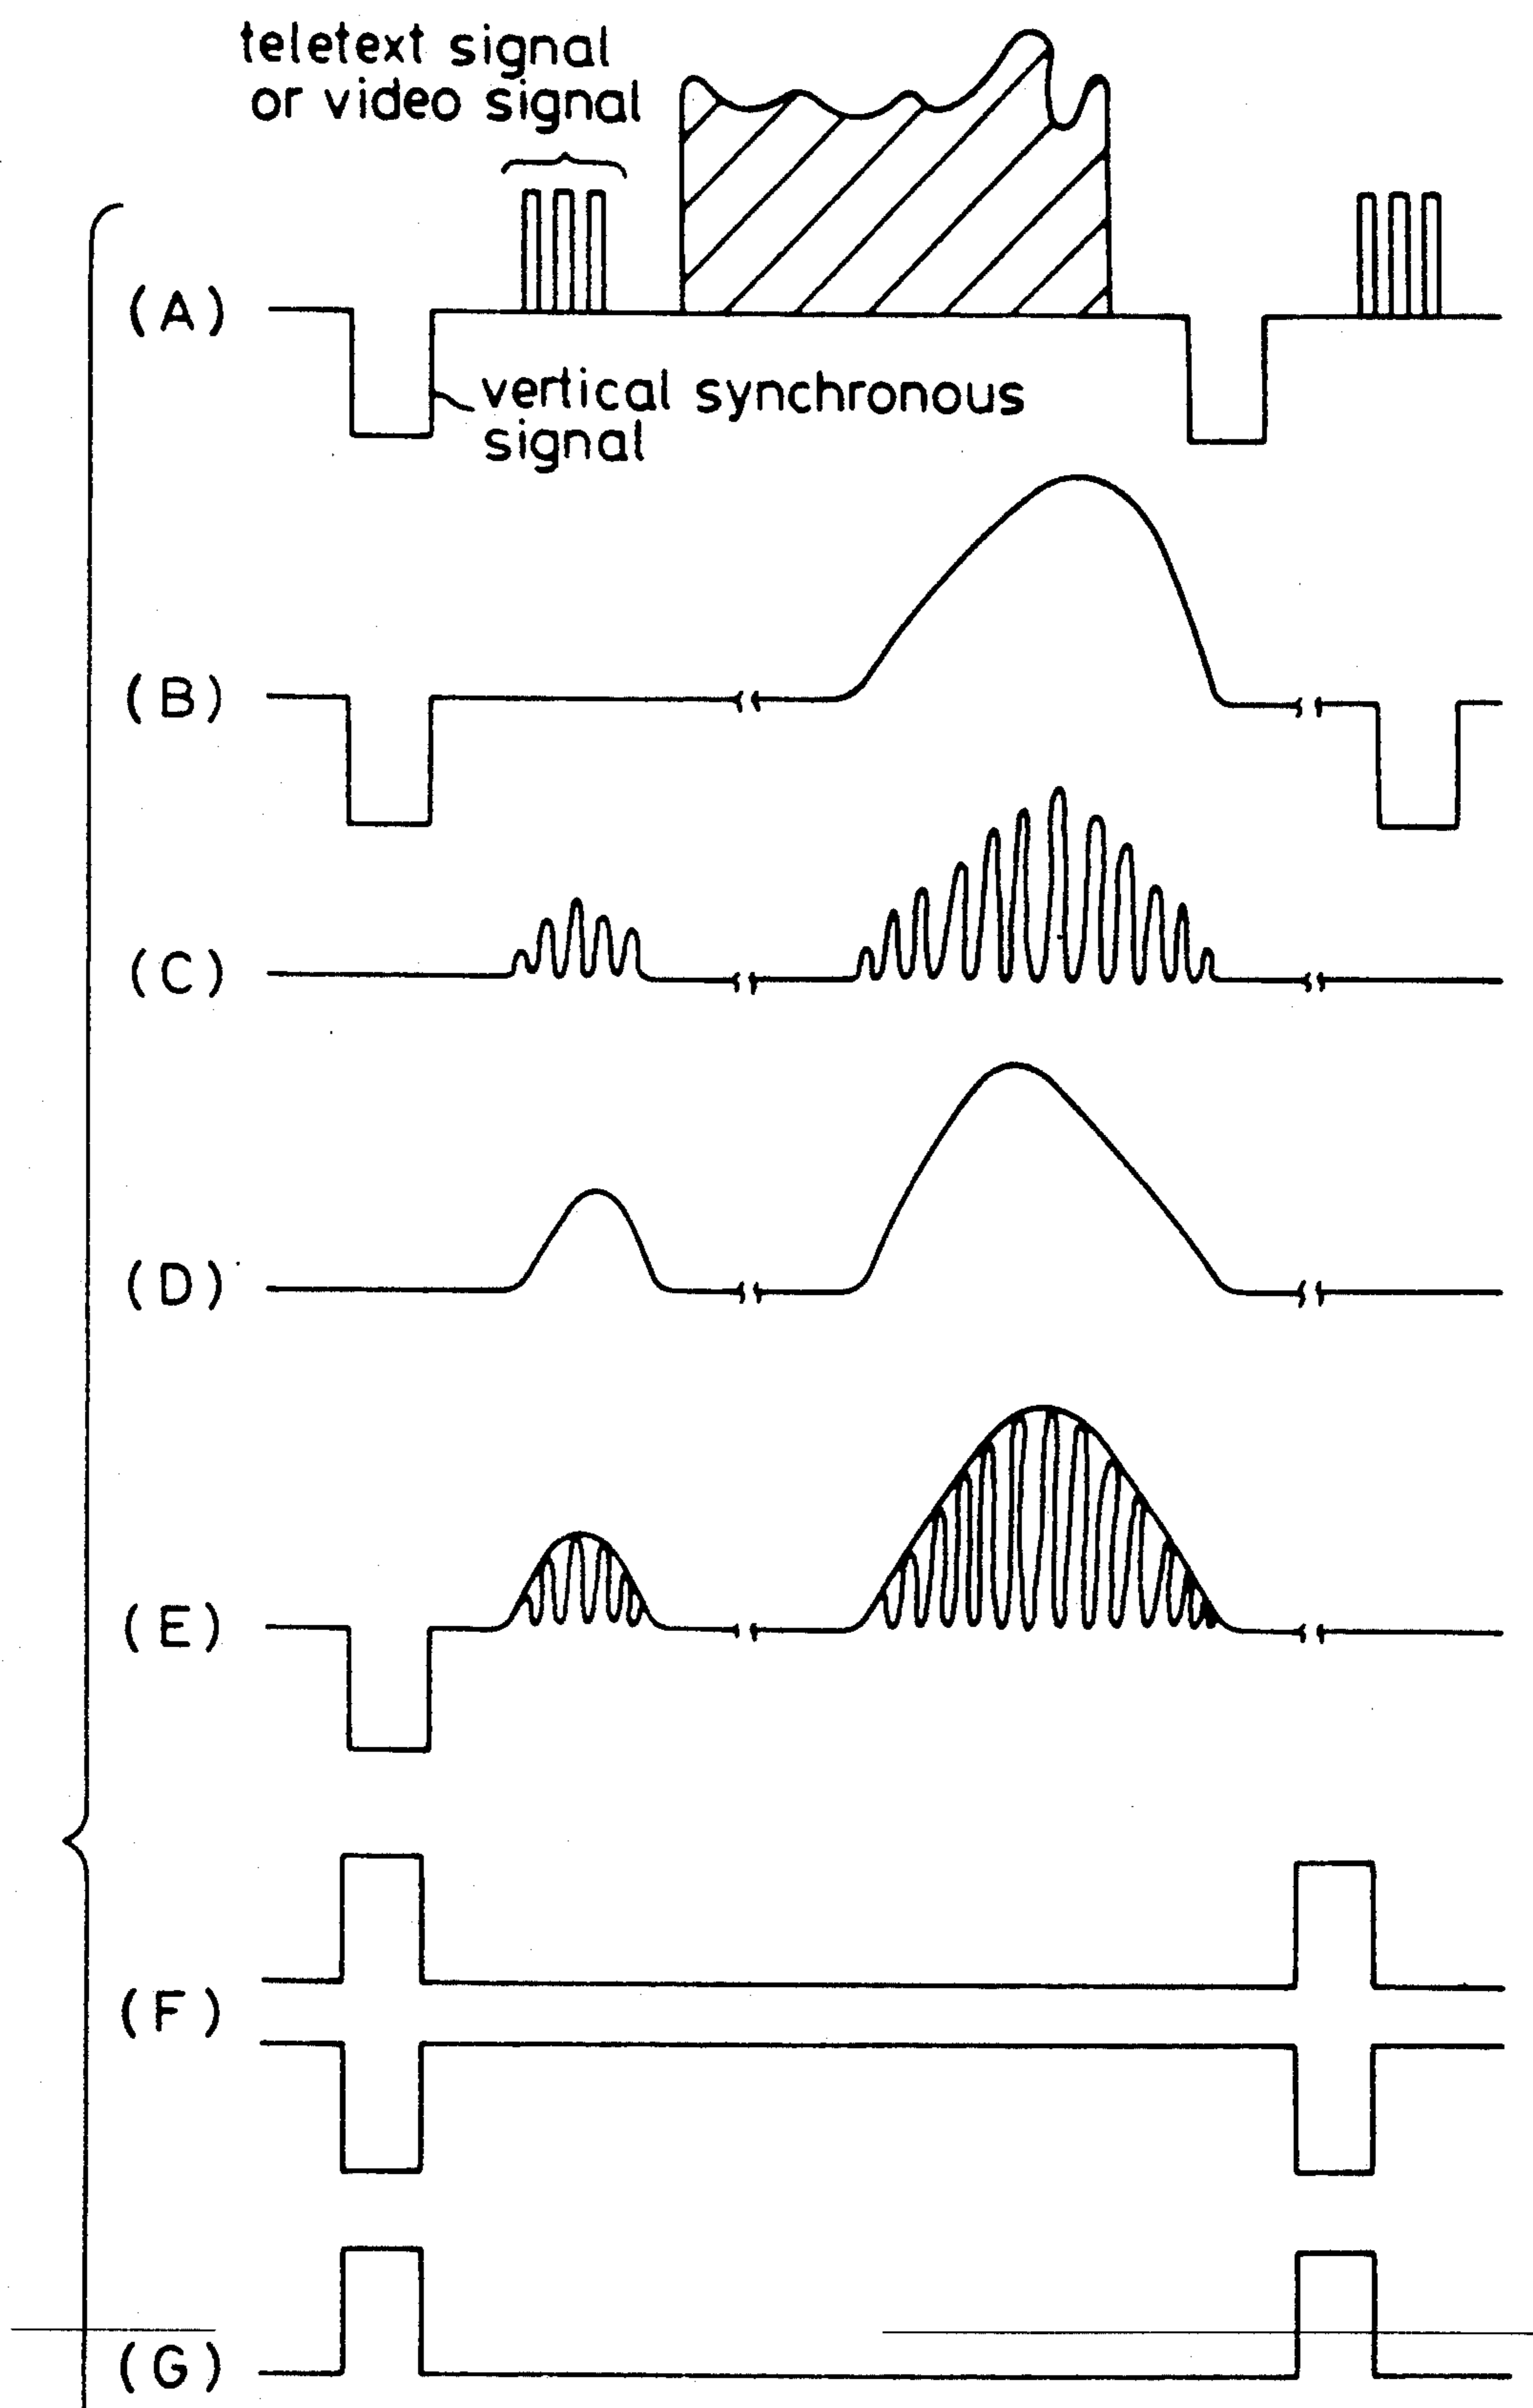 teletext signal
or video signal
(A)
vertical synchronous
signal
(B)
(C)
(D)
(E)
(F)
(G)